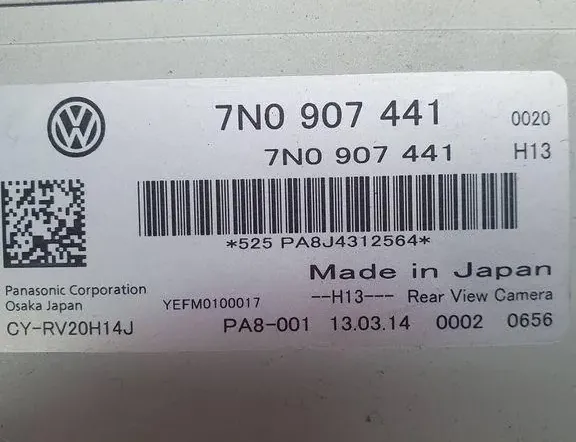 7N0 907 441 0020
7N0 907 441 H13
*525 PA8J4312564*
Made in Japan
Panasonic Corporation
Osaka Japan YEFM0100017 --H13--- Rear View Camera
CY-RV20H14J PA8-001 13.03.14 0002 0656